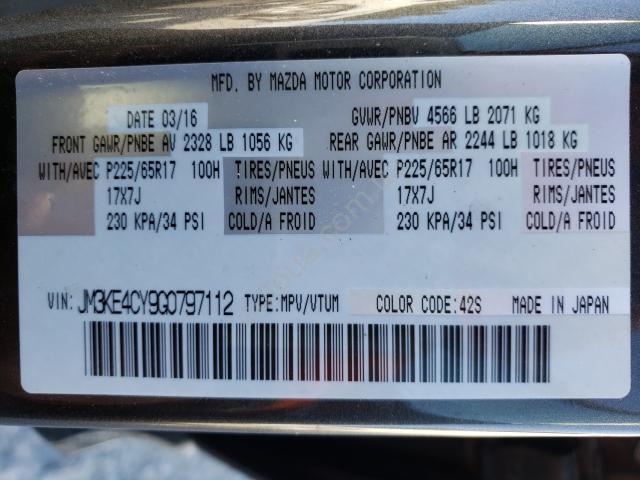 MFD. BY MAZDA MOTOR CORPORATION
DATE 03/16 GVWR/PNBV 4566 LB 2071 KG
FRONT GAWR/PNBE AV 2328 LB 1056 KG REAR GAWR/PNBE AR 2244 LB 1018 KG
WITH/AVEC P225/65R17 100H TIRES/PNEUS WITH/AVEC P225/65R17 100H TIRES/PNEUS
17X7J RIMS/JANTES 17X7J RIMS/JANTES
230 KPA/34 PSI COLD/A FROID 230 KPA/34 PSI COLD/A FROID
VIN: JM3KE4CY9G0797112 TYPE:MPV/VTUM COLOR CODE:42S MADE IN JAPAN